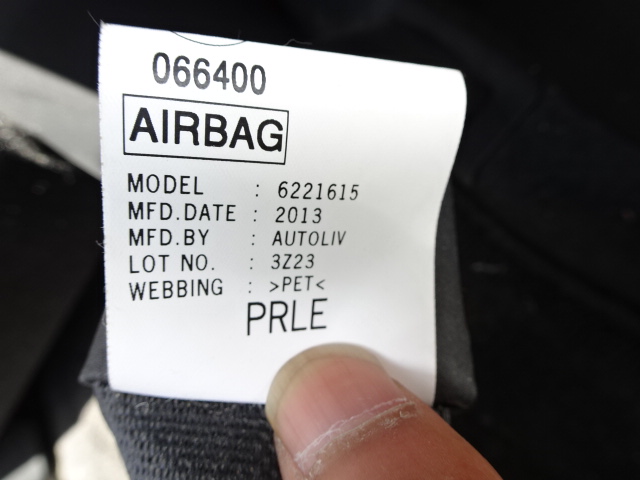 066400
AIRBAG
MODEL : 6221615
MFD.DATE : 2013
MFD.BY : AUTOLIV
LOT NO. : 3Z23
WEBBING : >PET<
PRLE